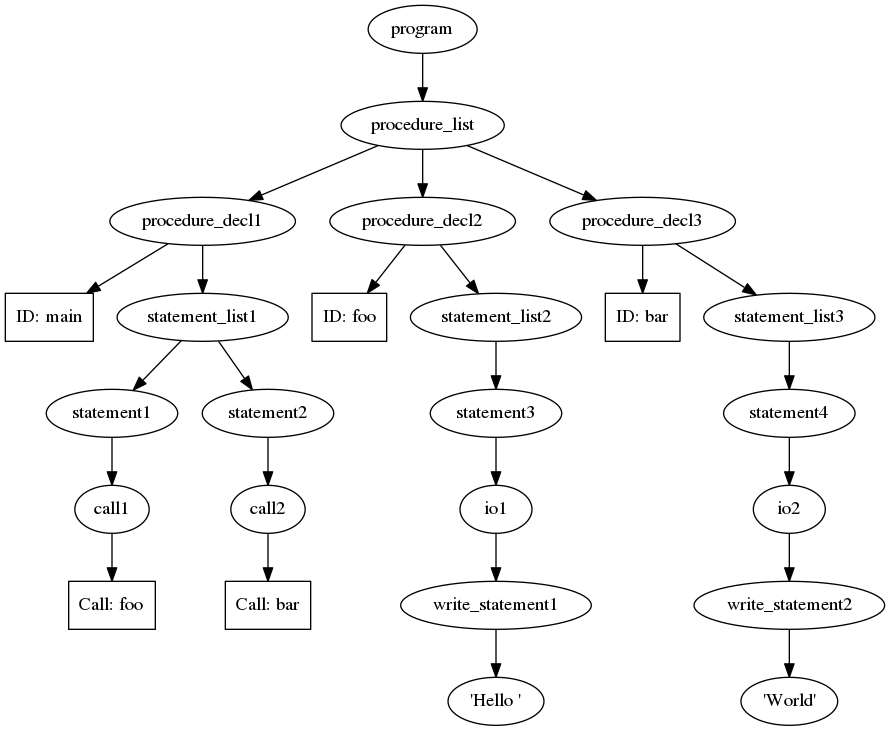 program
procedure_list
procedure_decl1
procedure_decl2
procedure_decl3
ID: main
statement_list1
ID: foo
statement_list2
ID: bar
statement_list3
statement1
statement2
statement3
statement4
call1
call2
io1
io2
Call: foo
Call: bar
write_statement1
write_statement2
'Hello '
'World'